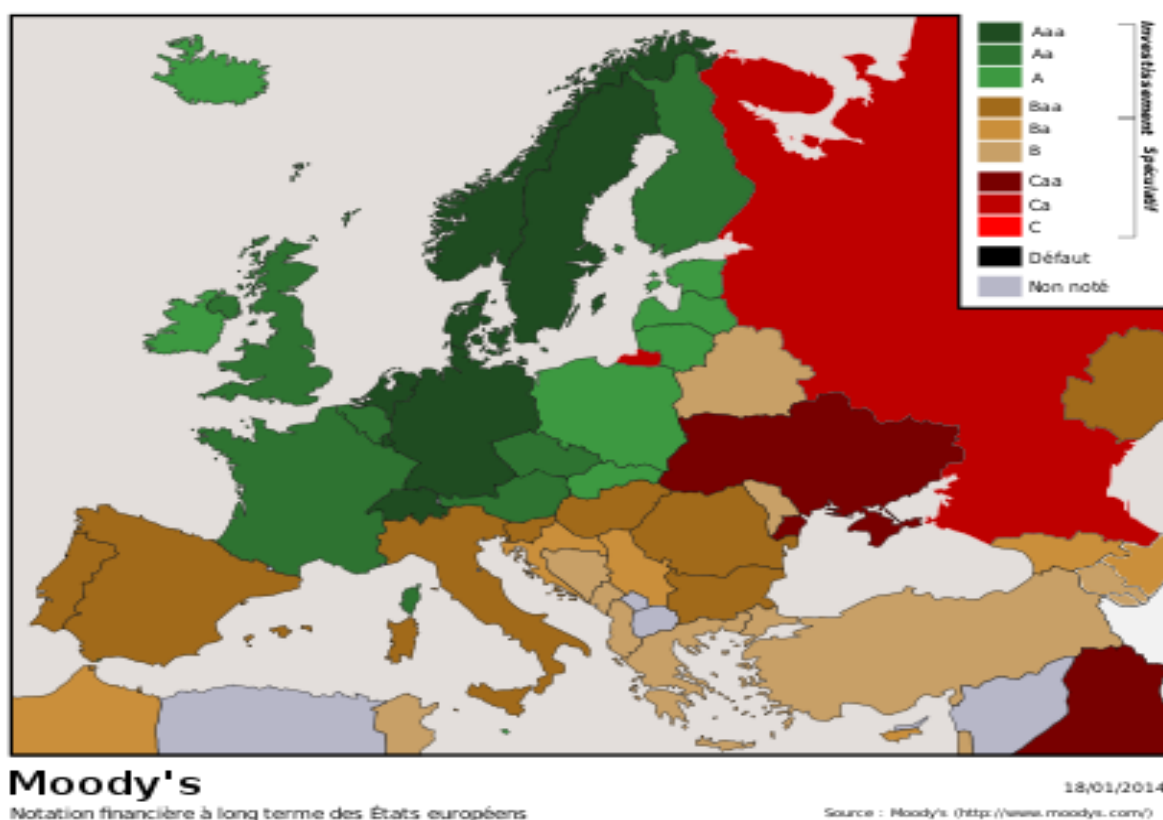 Aaa
Aa
A
Baa
Ba
B
Caa
Ca
C
Défaut
Non noté
Investissement
Spéculatif
Moody's
18/01/2014
Notation financière à long terme des États européens
Source : Moody's (http://www.moodys.com/)